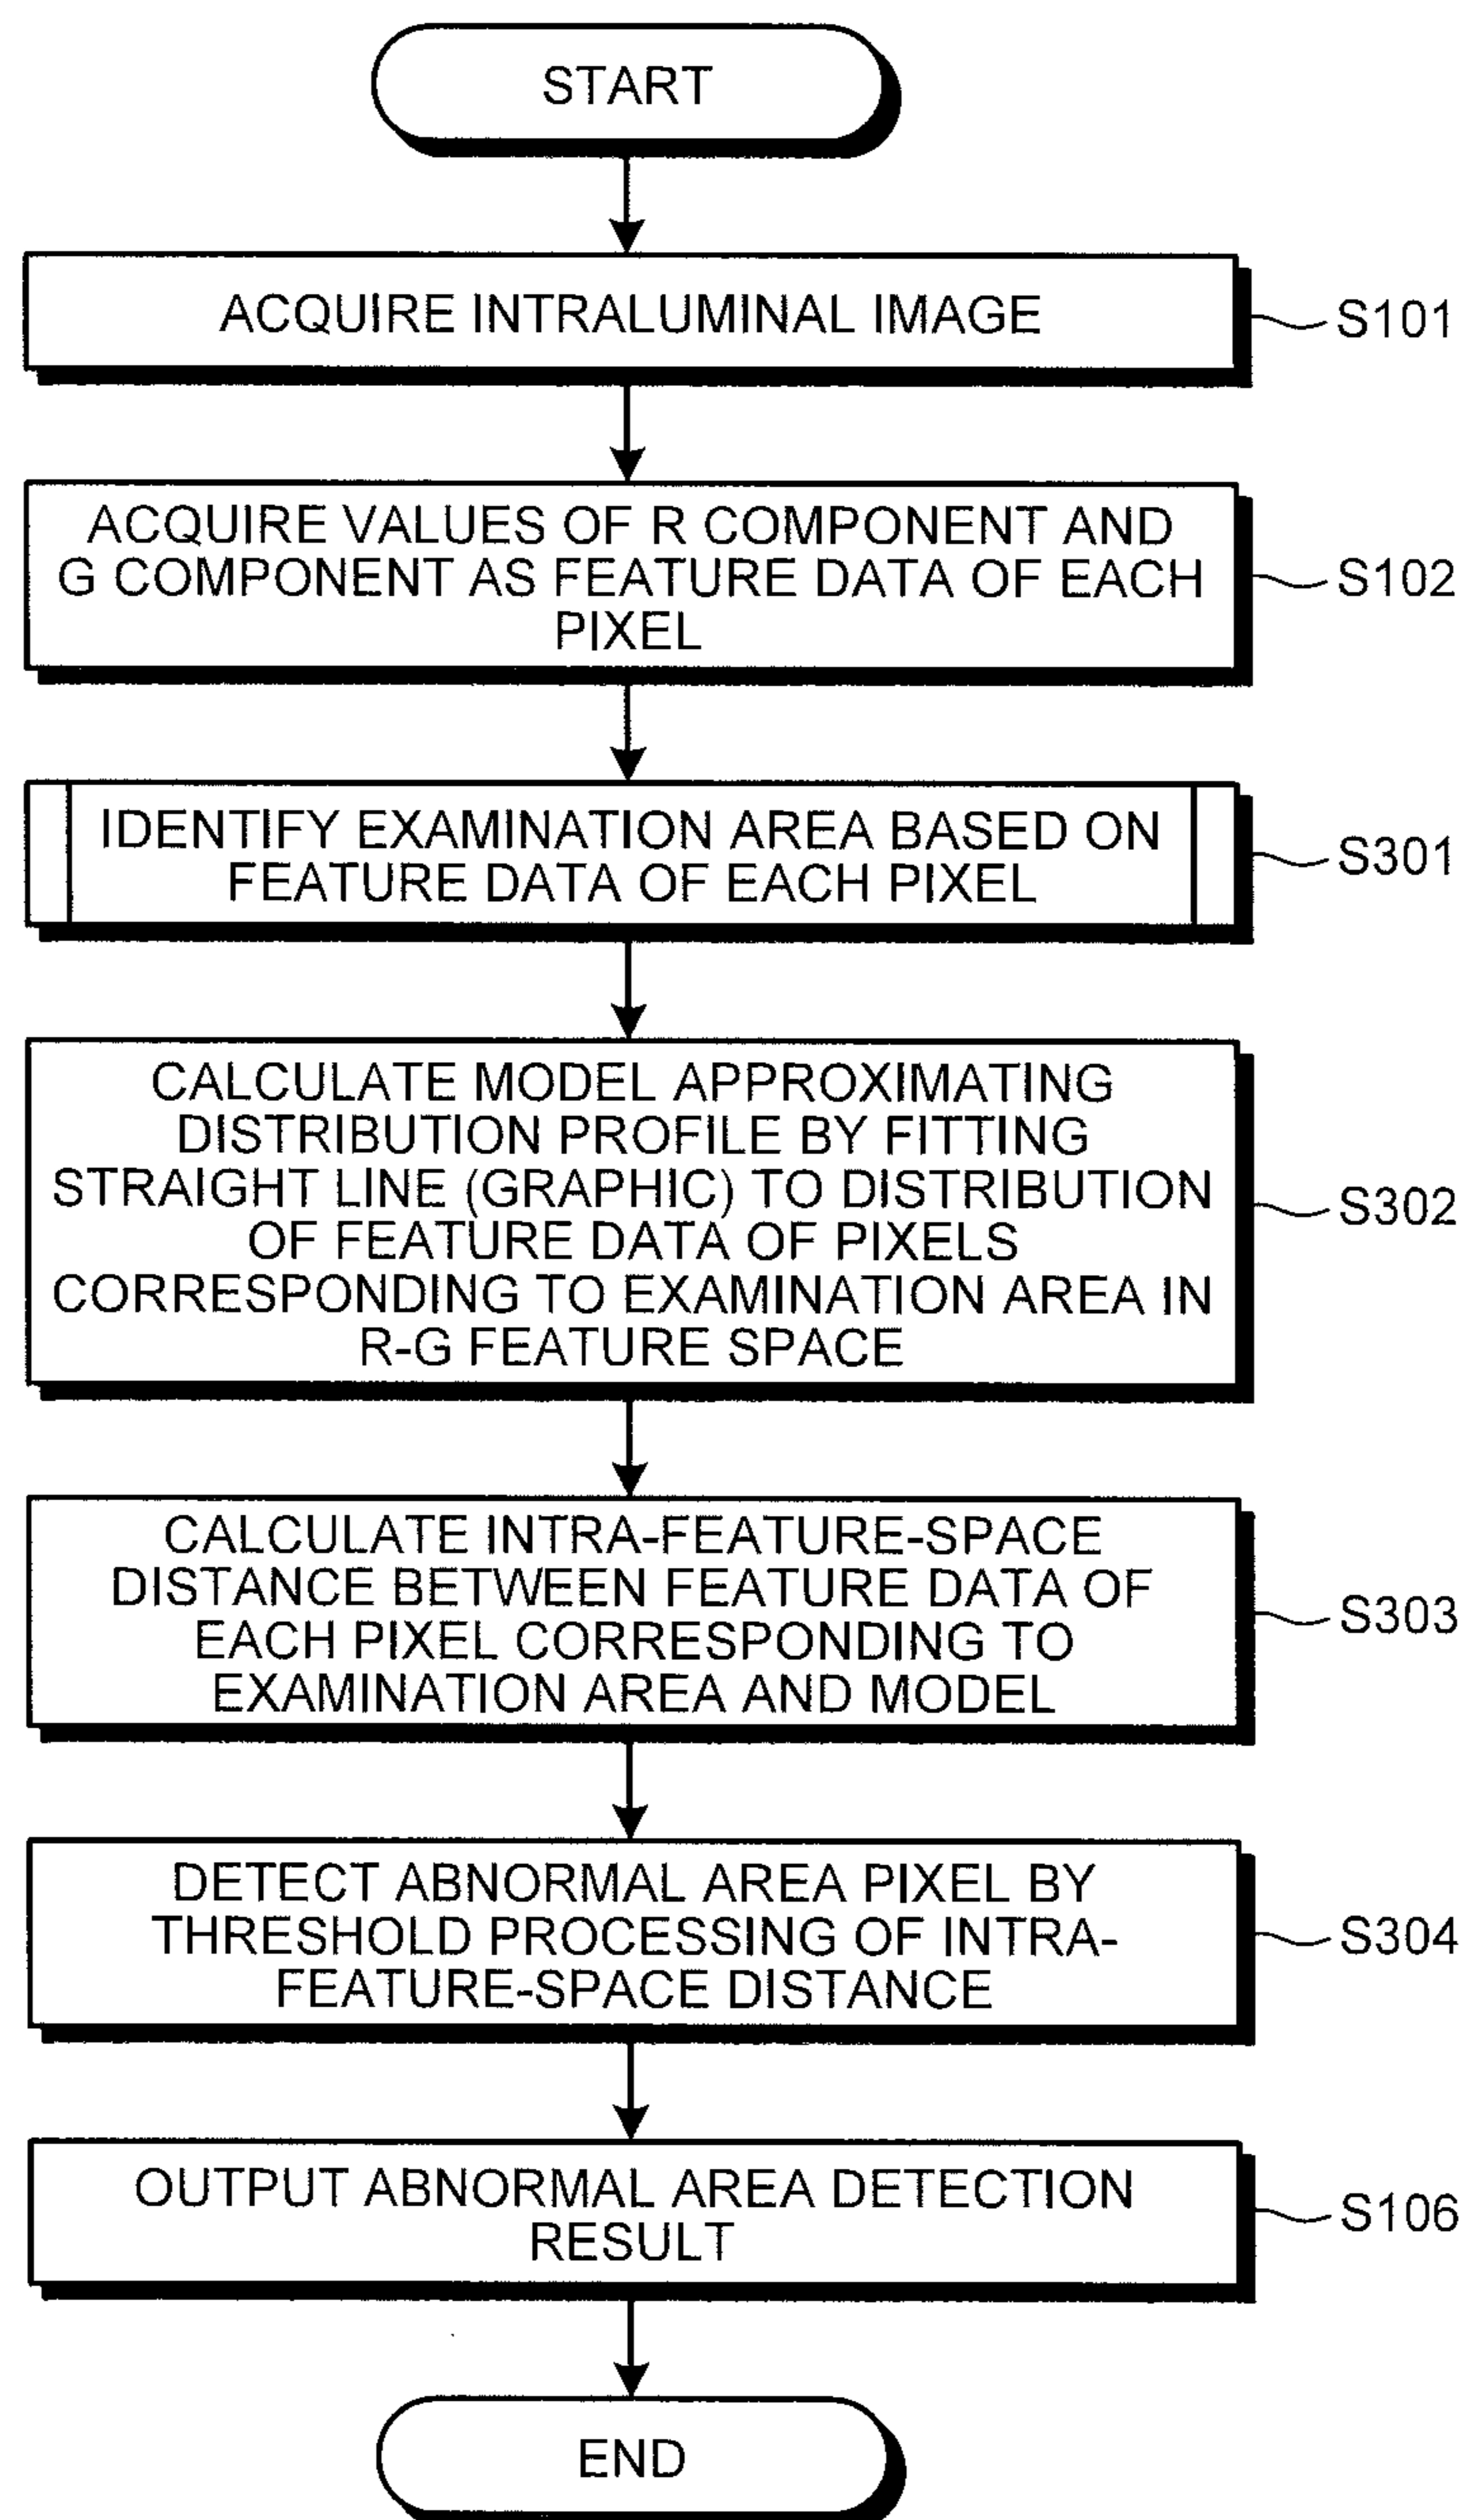 START
ACQUIRE INTRALUMINAL IMAGE
S101
ACQUIRE VALUES OF R COMPONENT AND
G COMPONENT AS FEATURE DATA OF EACH
PIXEL
S102
IDENTIFY EXAMINATION AREA BASED ON
FEATURE DATA OF EACH PIXEL
S301
CALCULATE MODEL APPROXIMATING
DISTRIBUTION PROFILE BY FITTING
STRAIGHT LINE (GRAPHIC) TO DISTRIBUTION
OF FEATURE DATA OF PIXELS
CORRESPONDING TO EXAMINATION AREA IN
R-G FEATURE SPACE
S302
CALCULATE INTRA-FEATURE-SPACE
DISTANCE BETWEEN FEATURE DATA OF
EACH PIXEL CORRESPONDING TO
EXAMINATION AREA AND MODEL
S303
DETECT ABNORMAL AREA PIXEL BY
THRESHOLD PROCESSING OF INTRA-
FEATURE-SPACE DISTANCE
S304
OUTPUT ABNORMAL AREA DETECTION
RESULT
S106
END